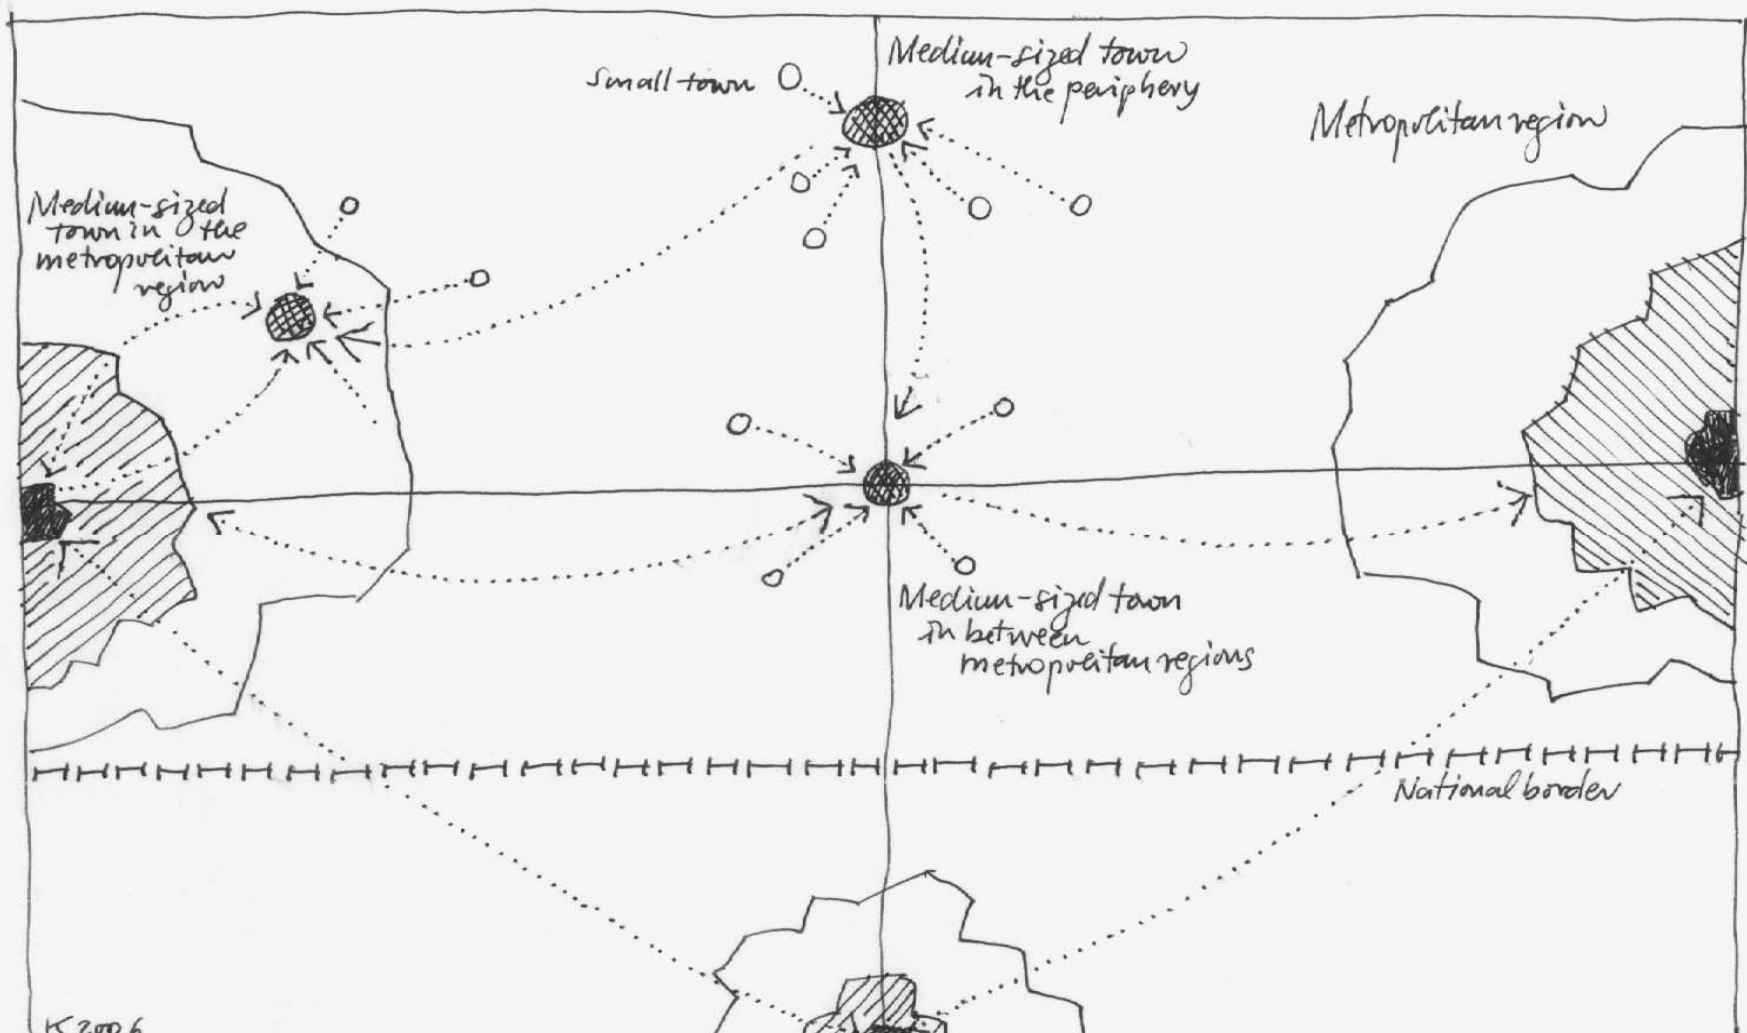 Small town
Medium-sized town
in the periphery
Metropolitan region
Medium-sized
town in the
metropolitan
region
Medium-sized town
in between
metropolitan regions
National border
K 2006